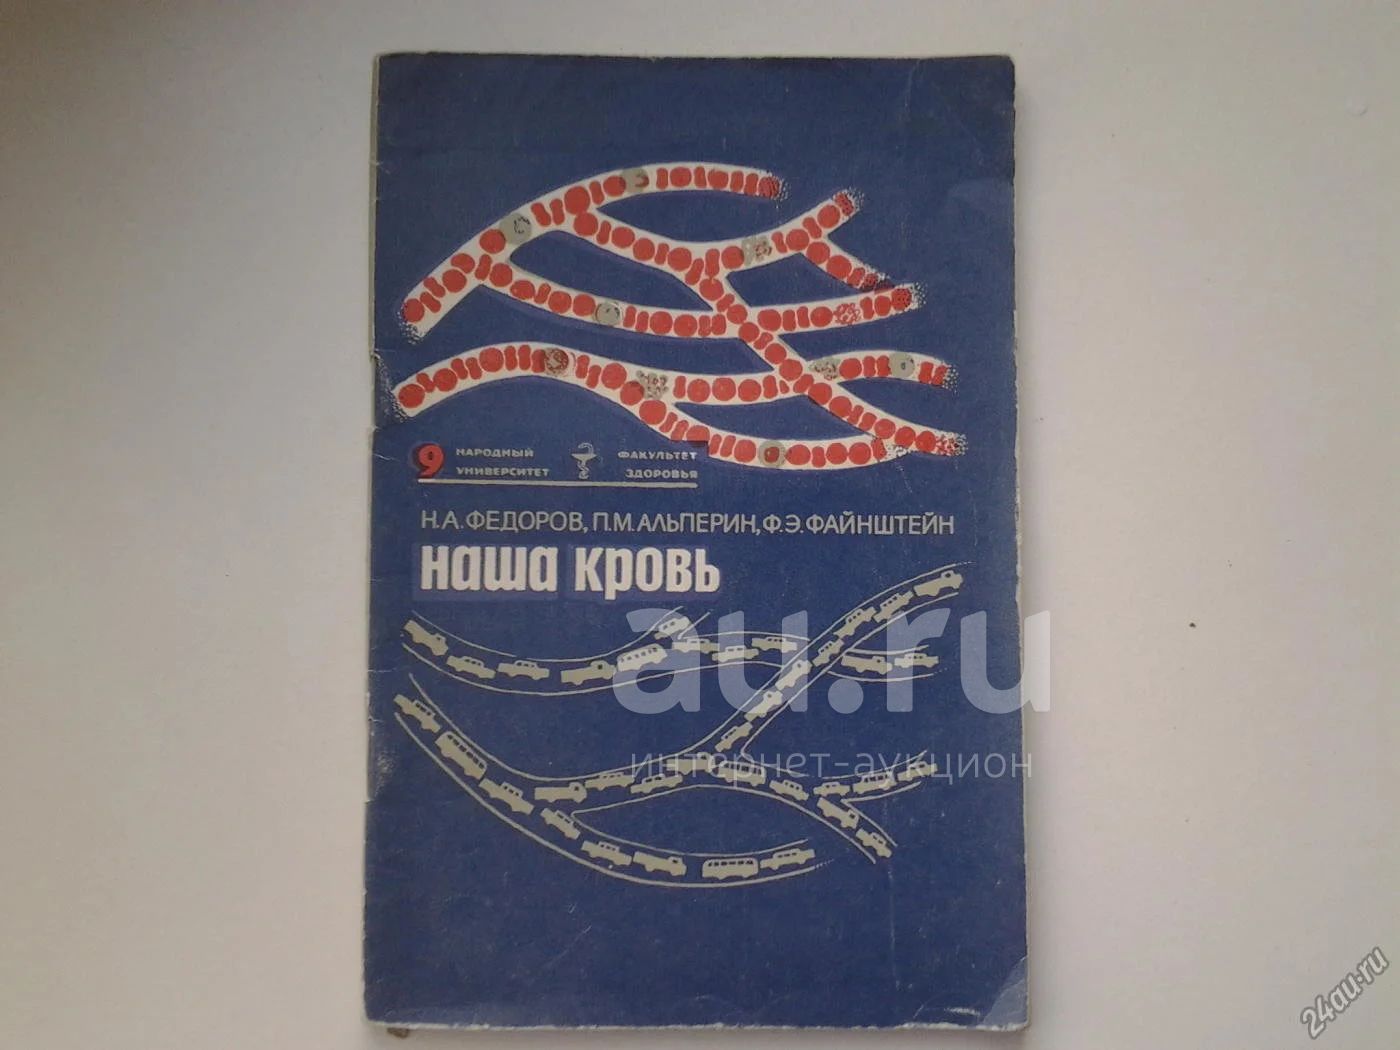 9
НАРОДНЫЙ ФАКУЛЬТЕТ
УНИВЕРСИТЕТ ЗДОРОВЬЯ
Н.А.ФЕДОРОВ, П.М.АЛЬПЕРИН, Ф.Э.ФАЙНШТЕЙН
наша кровь
au.ru
интернет-аукцион
24au.ru